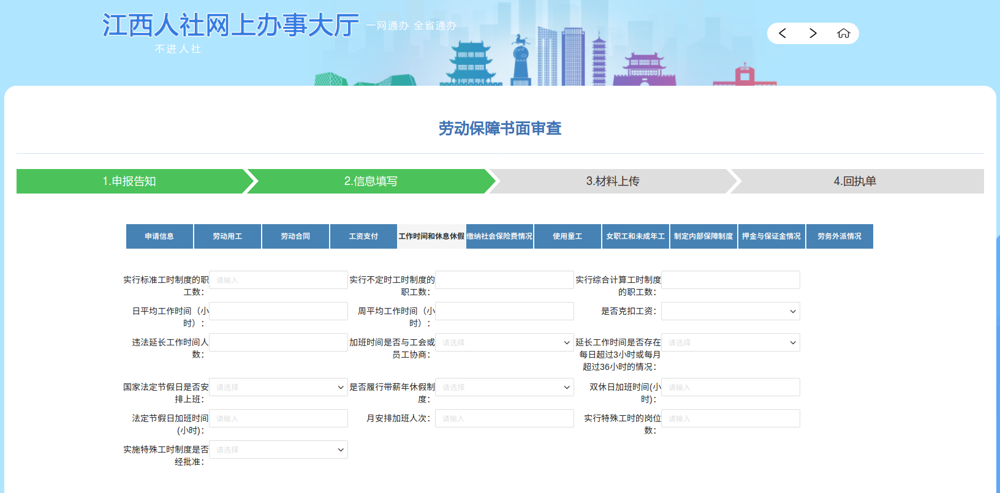 江西人社网上办事大厅 一网通办 全省通办
不进人社
劳动保障书面审查
1.申报告知 2.信息填写 3.材料上传 4.回执单
申请信息 劳动用工 劳动合同 工资支付 工作时间和休息休假 缴纳社会保险费情况 使用童工 女职工和未成年工 制定内部保障制度 押金与保证金情况 劳务外派情况
实行标准工时制度的职工数： 请输入
实行不定时工时制度的职工数：
实行综合计算工时制度的职工数：
日平均工作时间（小时）：
周平均工作时间（小时）：
是否克扣工资：
违法延长工作时间人数：
加班时间是否与工会或员工协商： 请选择
延长工作时间是否存在每日超过3小时或每月超过36小时的情况： 请选择
国家法定节假日是否安排上班： 请选择
是否履行带薪年休假制度： 请选择
双休日加班时间(小时)： 请输入
法定节假日加班时间(小时)： 请输入
月安排加班人次： 请输入
实行特殊工时的岗位数： 请输入
实施特殊工时制度是否经批准： 请选择